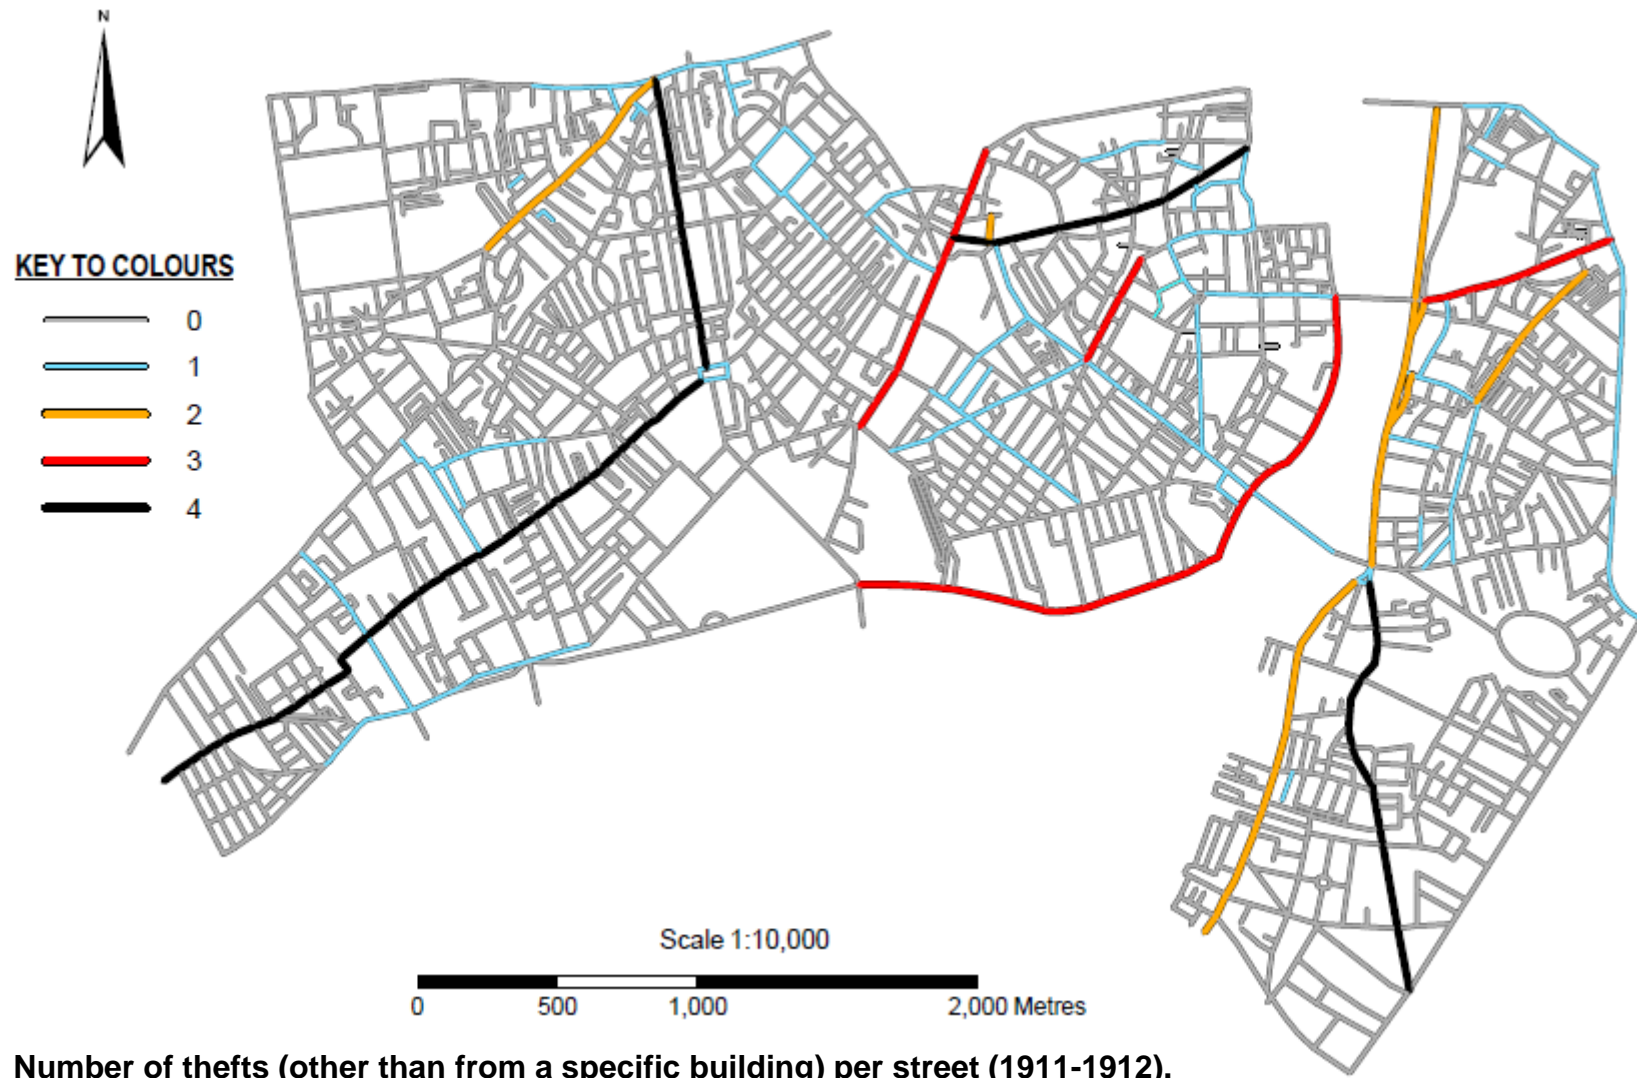 N
KEY TO COLOURS
0
1
2
3
4
Scale 1:10,000
0 500 1,000 2,000 Metres
Number of thefts (other than from a specific building) per street (1911-1912).